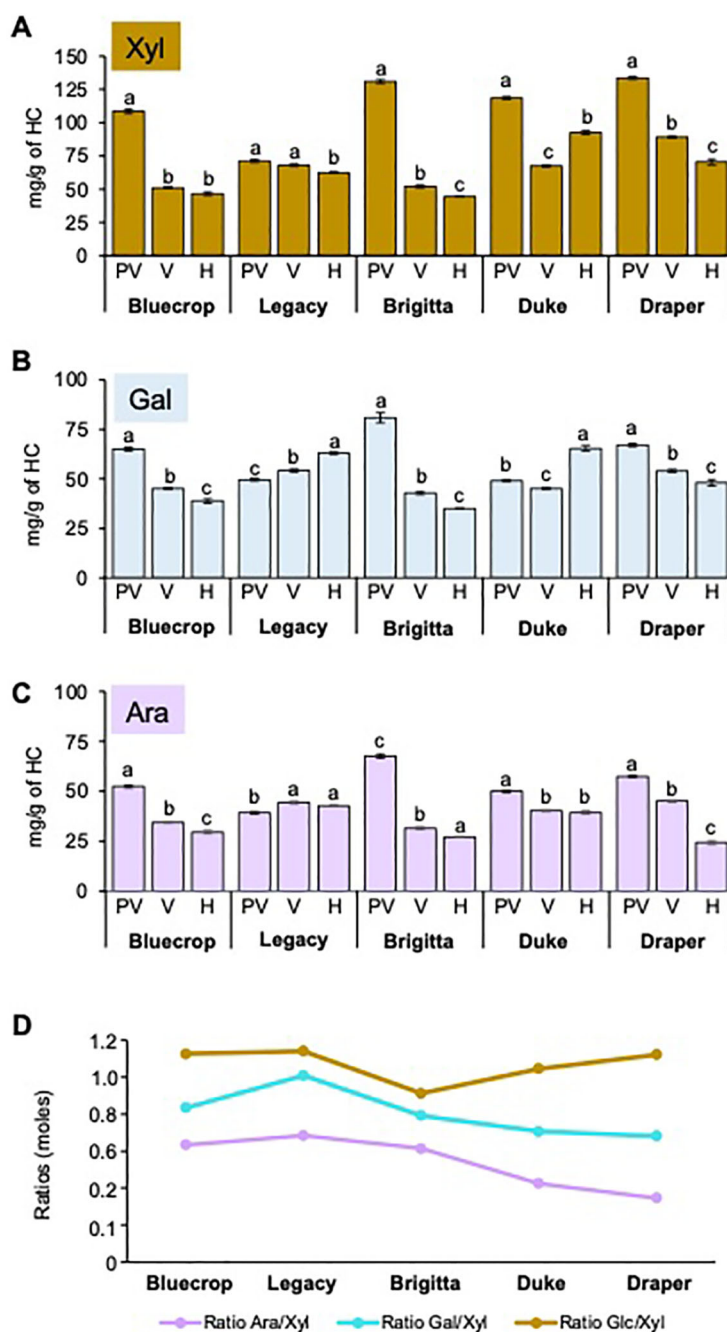 A
Xyl
mg/g of HC
150
125
100
75
50
25
0
a b b a a b a b c a c b a b c
PV V H PV V H PV V H PV V H PV V H
Bluecrop Legacy Brigitta Duke Draper
B
Gal
mg/g of HC
100
75
50
25
0
a b c c b a a b c b c a a b c
PV V H PV V H PV V H PV V H PV V H
Bluecrop Legacy Brigitta Duke Draper
C
Ara
mg/g of HC
100
75
50
25
0
a b c b a a c b a a b b a b c
PV V H PV V H PV V H PV V H PV V H
Bluecrop Legacy Brigitta Duke Draper
D
Ratios (moles)
1.2
1.0
0.8
0.6
0.2
0.1
0
Bluecrop Legacy Brigitta Duke Draper
Ratio Ara/Xyl Ratio Gal/Xyl Ratio Glc/Xyl